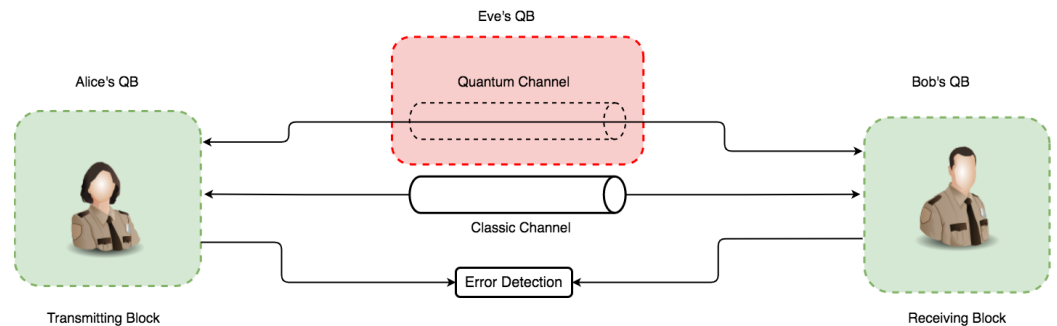 Eve's QB
Alice's QB
Quantum Channel
Bob's QB
Classic Channel
Error Detection
Transmitting Block
Receiving Block